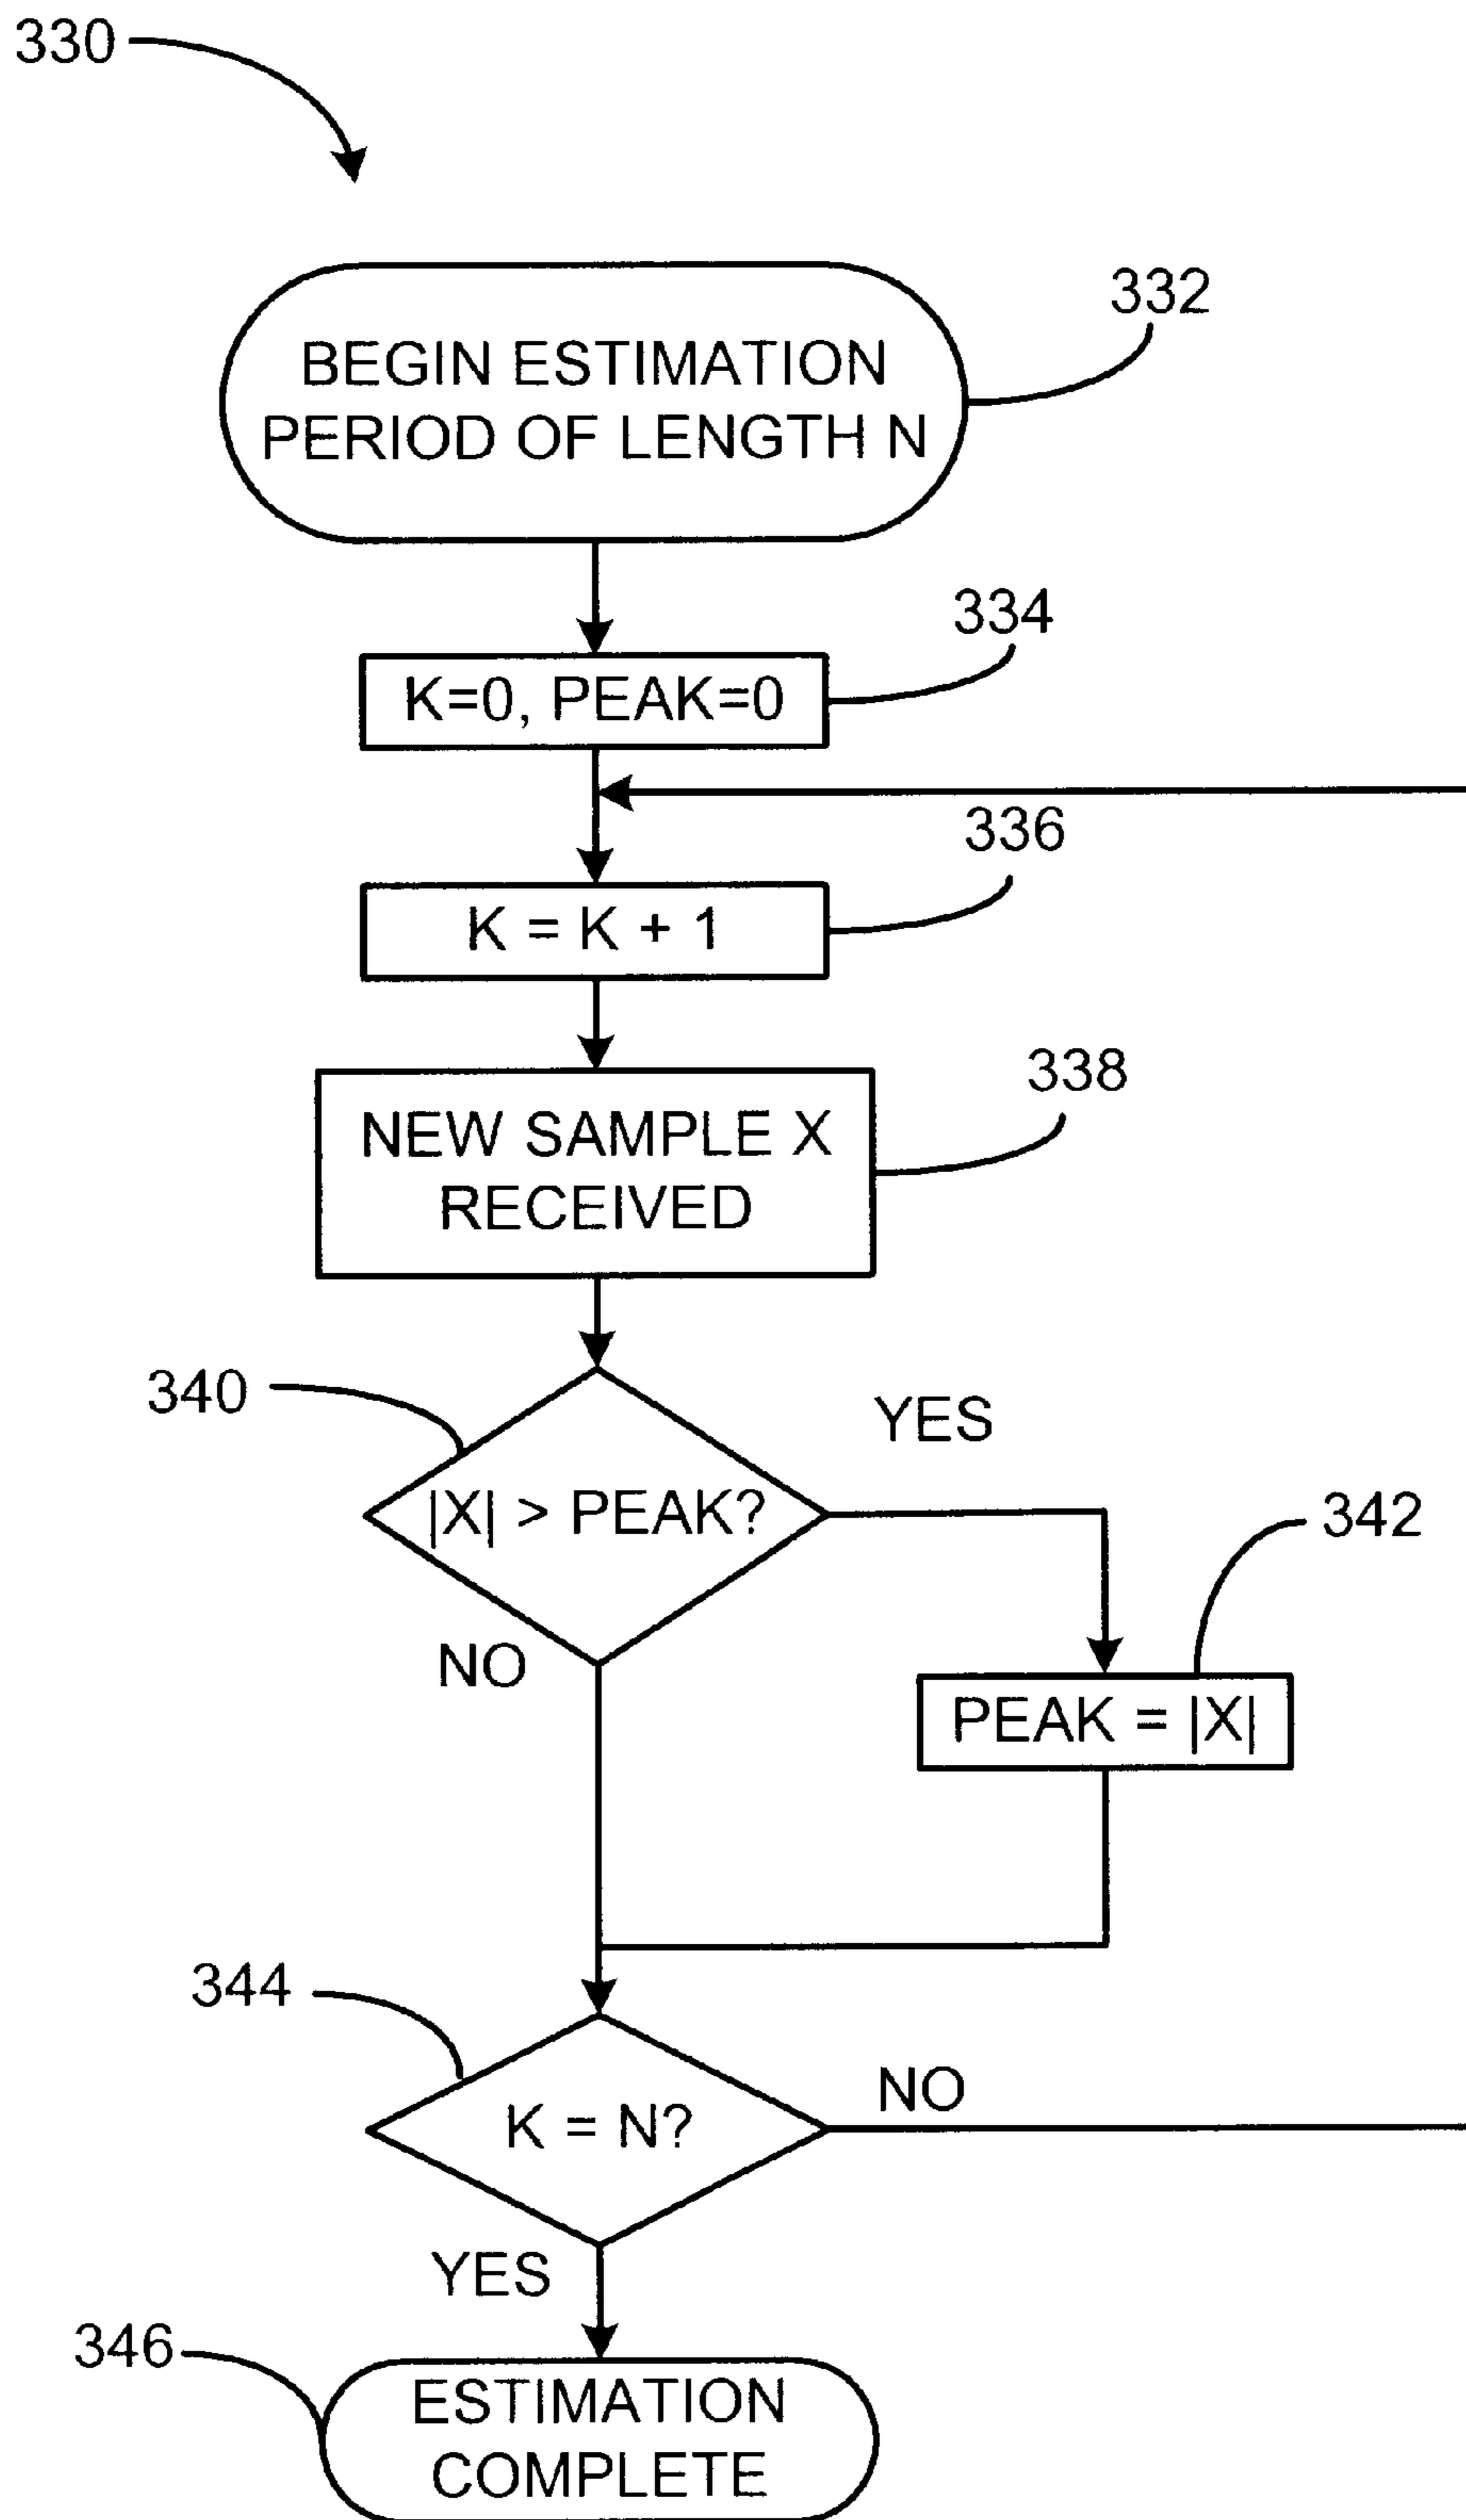 330
332
BEGIN ESTIMATION
PERIOD OF LENGTH N
334
K=0, PEAK=0
336
K = K + 1
338
NEW SAMPLE X
RECEIVED
340
YES
|X| > PEAK?
342
NO
PEAK = |X|
344
NO
K = N?
YES
346
ESTIMATION
COMPLETE